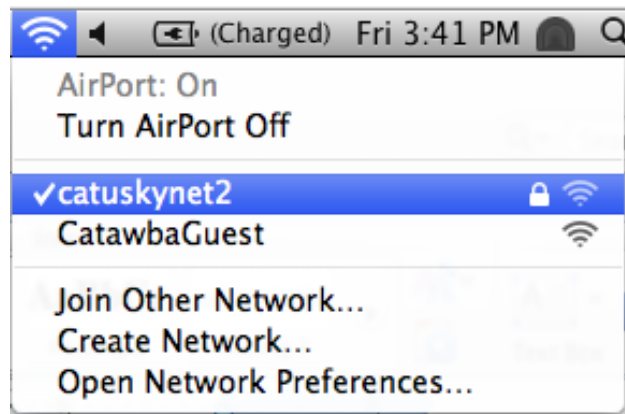 (Charged) Fri 3:41 PM
AirPort: On
Turn AirPort Off
✓catuskynet2
CatawbaGuest
Join Other Network...
Create Network...
Open Network Preferences...